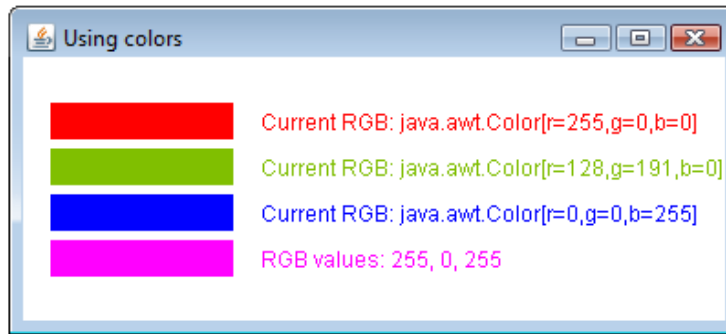 Using colors
Current RGB: java.awt.Color[r=255,g=0,b=0]
Current RGB: java.awt.Color[r=128,g=191,b=0]
Current RGB: java.awt.Color[r=0,g=0,b=255]
RGB values: 255, 0, 255